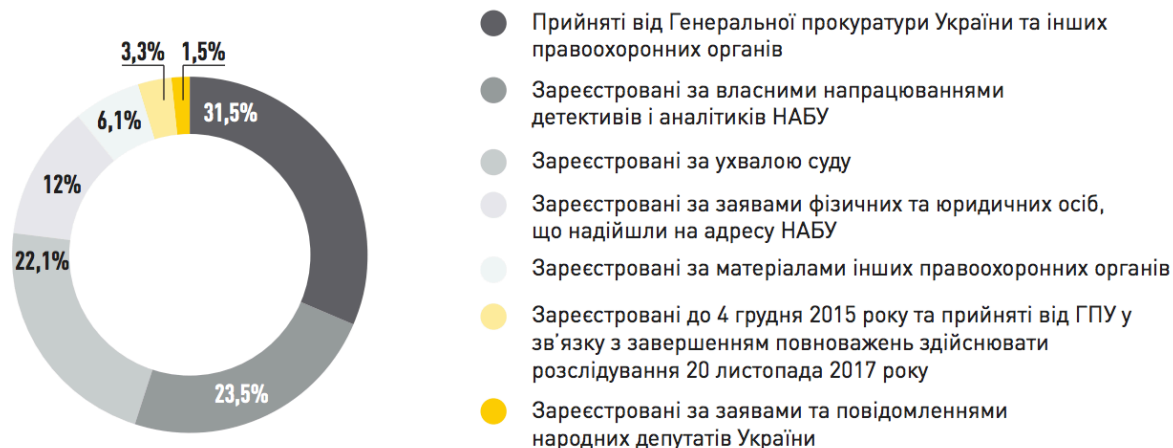 3,3%
1,5%
31,5%
6,1%
12%
22,1%
23,5%
Прийняті від Генеральної прокуратури України та інших
правоохоронних органів
Зареєстровані за власними напрацюваннями
детективів і аналітиків НАБУ
Зареєстровані за ухвалою суду
Зареєстровані за заявами фізичних та юридичних осіб,
що надійшли на адресу НАБУ
Зареєстровані за матеріалами інших правоохоронних органів
Зареєстровані до 4 грудня 2015 року та прийняті від ГПУ у
зв’язку з завершенням повноважень здійснювати
розслідування 20 листопада 2017 року
Зареєстровані за заявами та повідомленнями
народних депутатів України